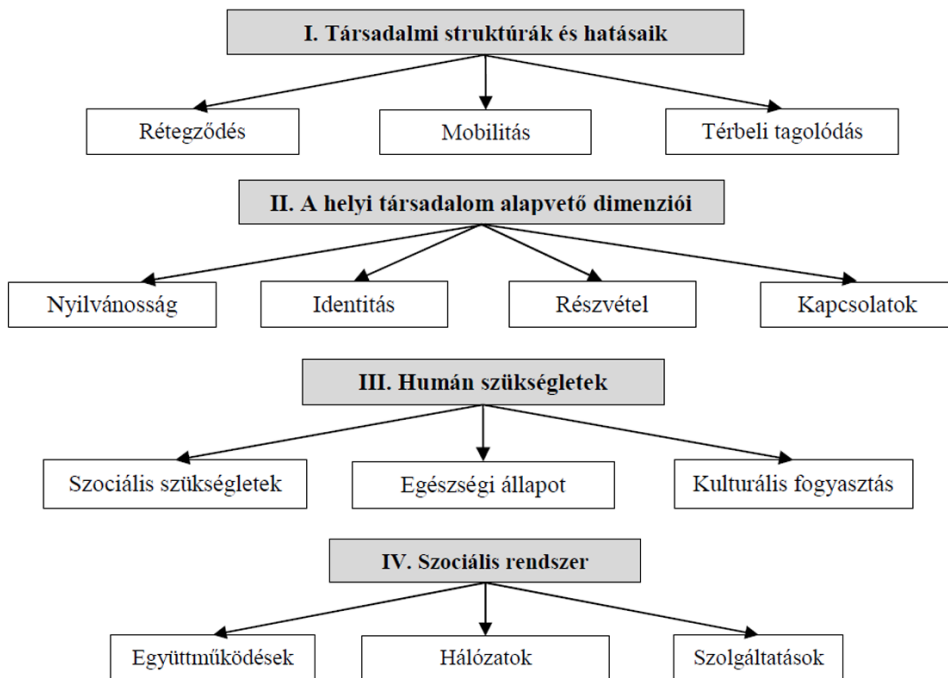 I. Társadalmi struktúrák és hatásaik
Rétegződés
Mobilitás
Térbeli tagolódás
II. A helyi társadalom alapvető dimenziói
Nyilvánosság
Identitás
Részvétel
Kapcsolatok
III. Humán szükségletek
Szociális szükségletek
Egészségi állapot
Kulturális fogyasztás
IV. Szociális rendszer
Együttműködések
Hálózatok
Szolgáltatások